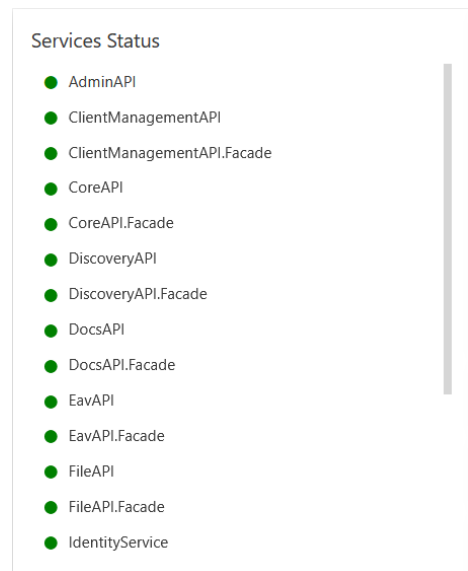 Services Status
AdminAPI
ClientManagementAPI
ClientManagementAPI.Facade
CoreAPI
CoreAPI.Facade
DiscoveryAPI
DiscoveryAPI.Facade
DocsAPI
DocsAPI.Facade
EavAPI
EavAPI.Facade
FileAPI
FileAPI.Facade
IdentityService